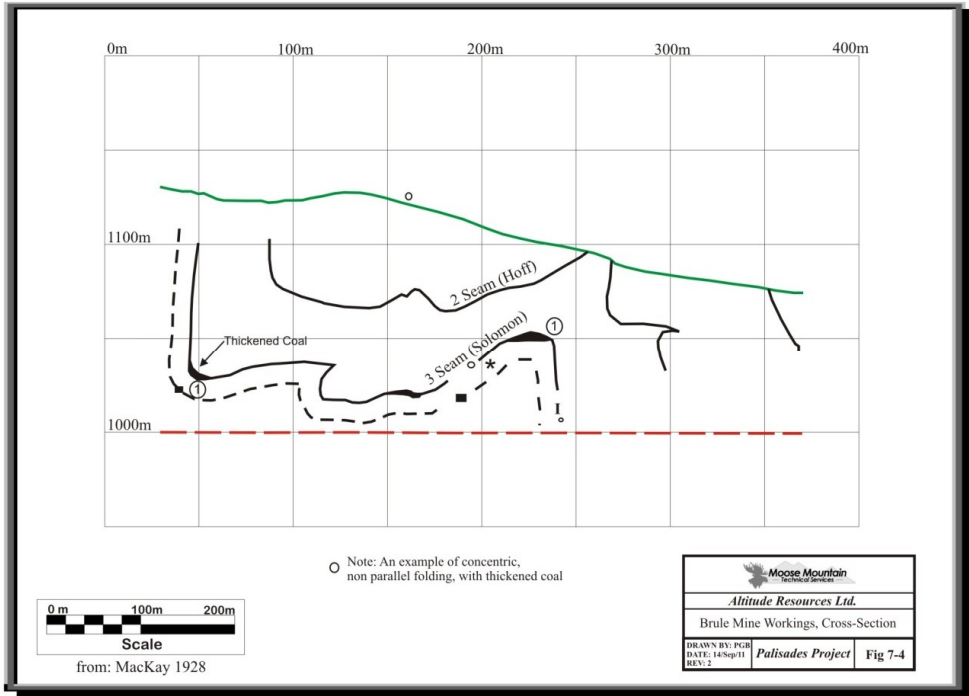 0m 100m 200m 300m 400m
1100m
2 Seam (Hoff)
Thickened Coal
3 Seam (Solomon)
1
*
1
I
1000m
Note: An example of concentric,
non parallel folding, with thickened coal
0 m 100m 200m
Scale
from: MacKay 1928
Moose Mountain
Technical Services
Altitude Resources Ltd.
Brule Mine Workings, Cross-Section
DRAWN BY: PGB
DATE: 14/Sep/11
REV: 2
Palisades Project
Fig 7-4